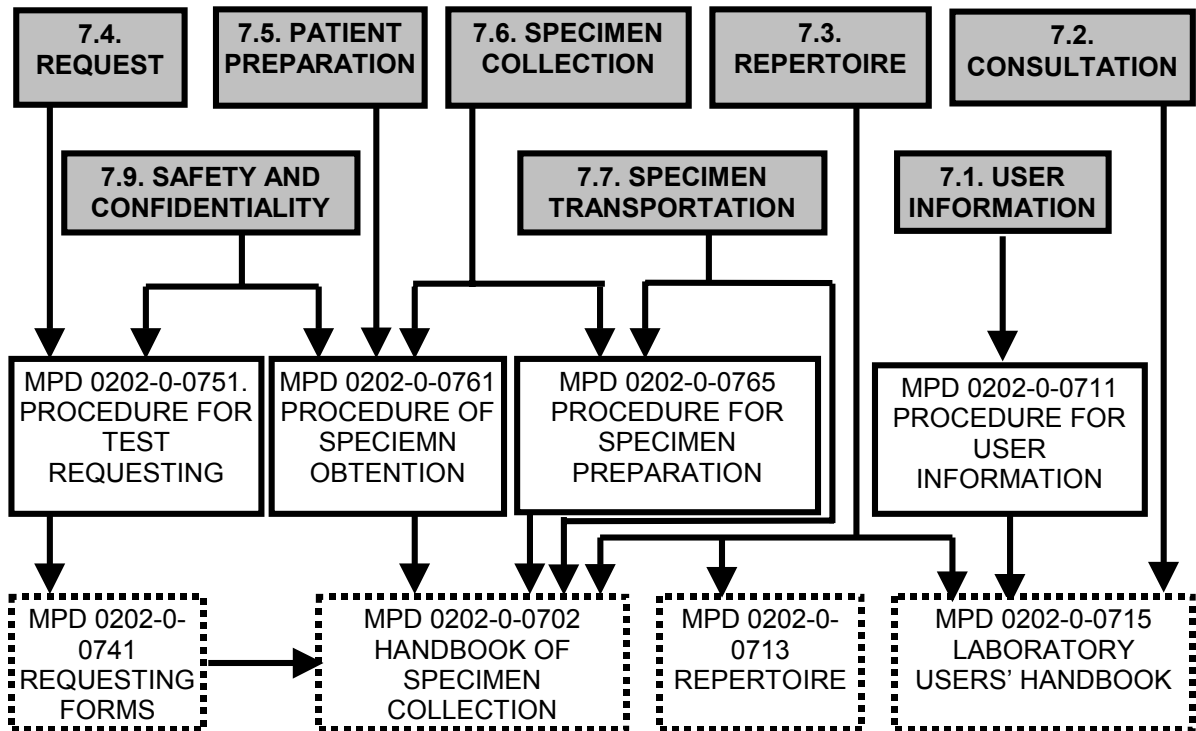 7.4.
REQUEST
7.5. PATIENT
PREPARATION
7.6. SPECIMEN
COLLECTION
7.3.
REPERTOIRE
7.2.
CONSULTATION
7.9. SAFETY AND
CONFIDENTIALITY
7.7. SPECIMEN
TRANSPORTATION
7.1. USER
INFORMATION
MPD 0202-0-0751.
PROCEDURE FOR
TEST
REQUESTING
MPD 0202-0-0761
PROCEDURE OF
SPECIEMN
OBTENTION
MPD 0202-0-0765
PROCEDURE FOR
SPECIMEN
PREPARATION
MPD 0202-0-0711
PROCEDURE FOR
USER
INFORMATION
MPD 0202-0-
0741
REQUESTING
FORMS
MPD 0202-0-0702
HANDBOOK OF
SPECIMEN
COLLECTION
MPD 0202-0-
0713
REPERTOIRE
MPD 0202-0-0715
LABORATORY
USERS’ HANDBOOK